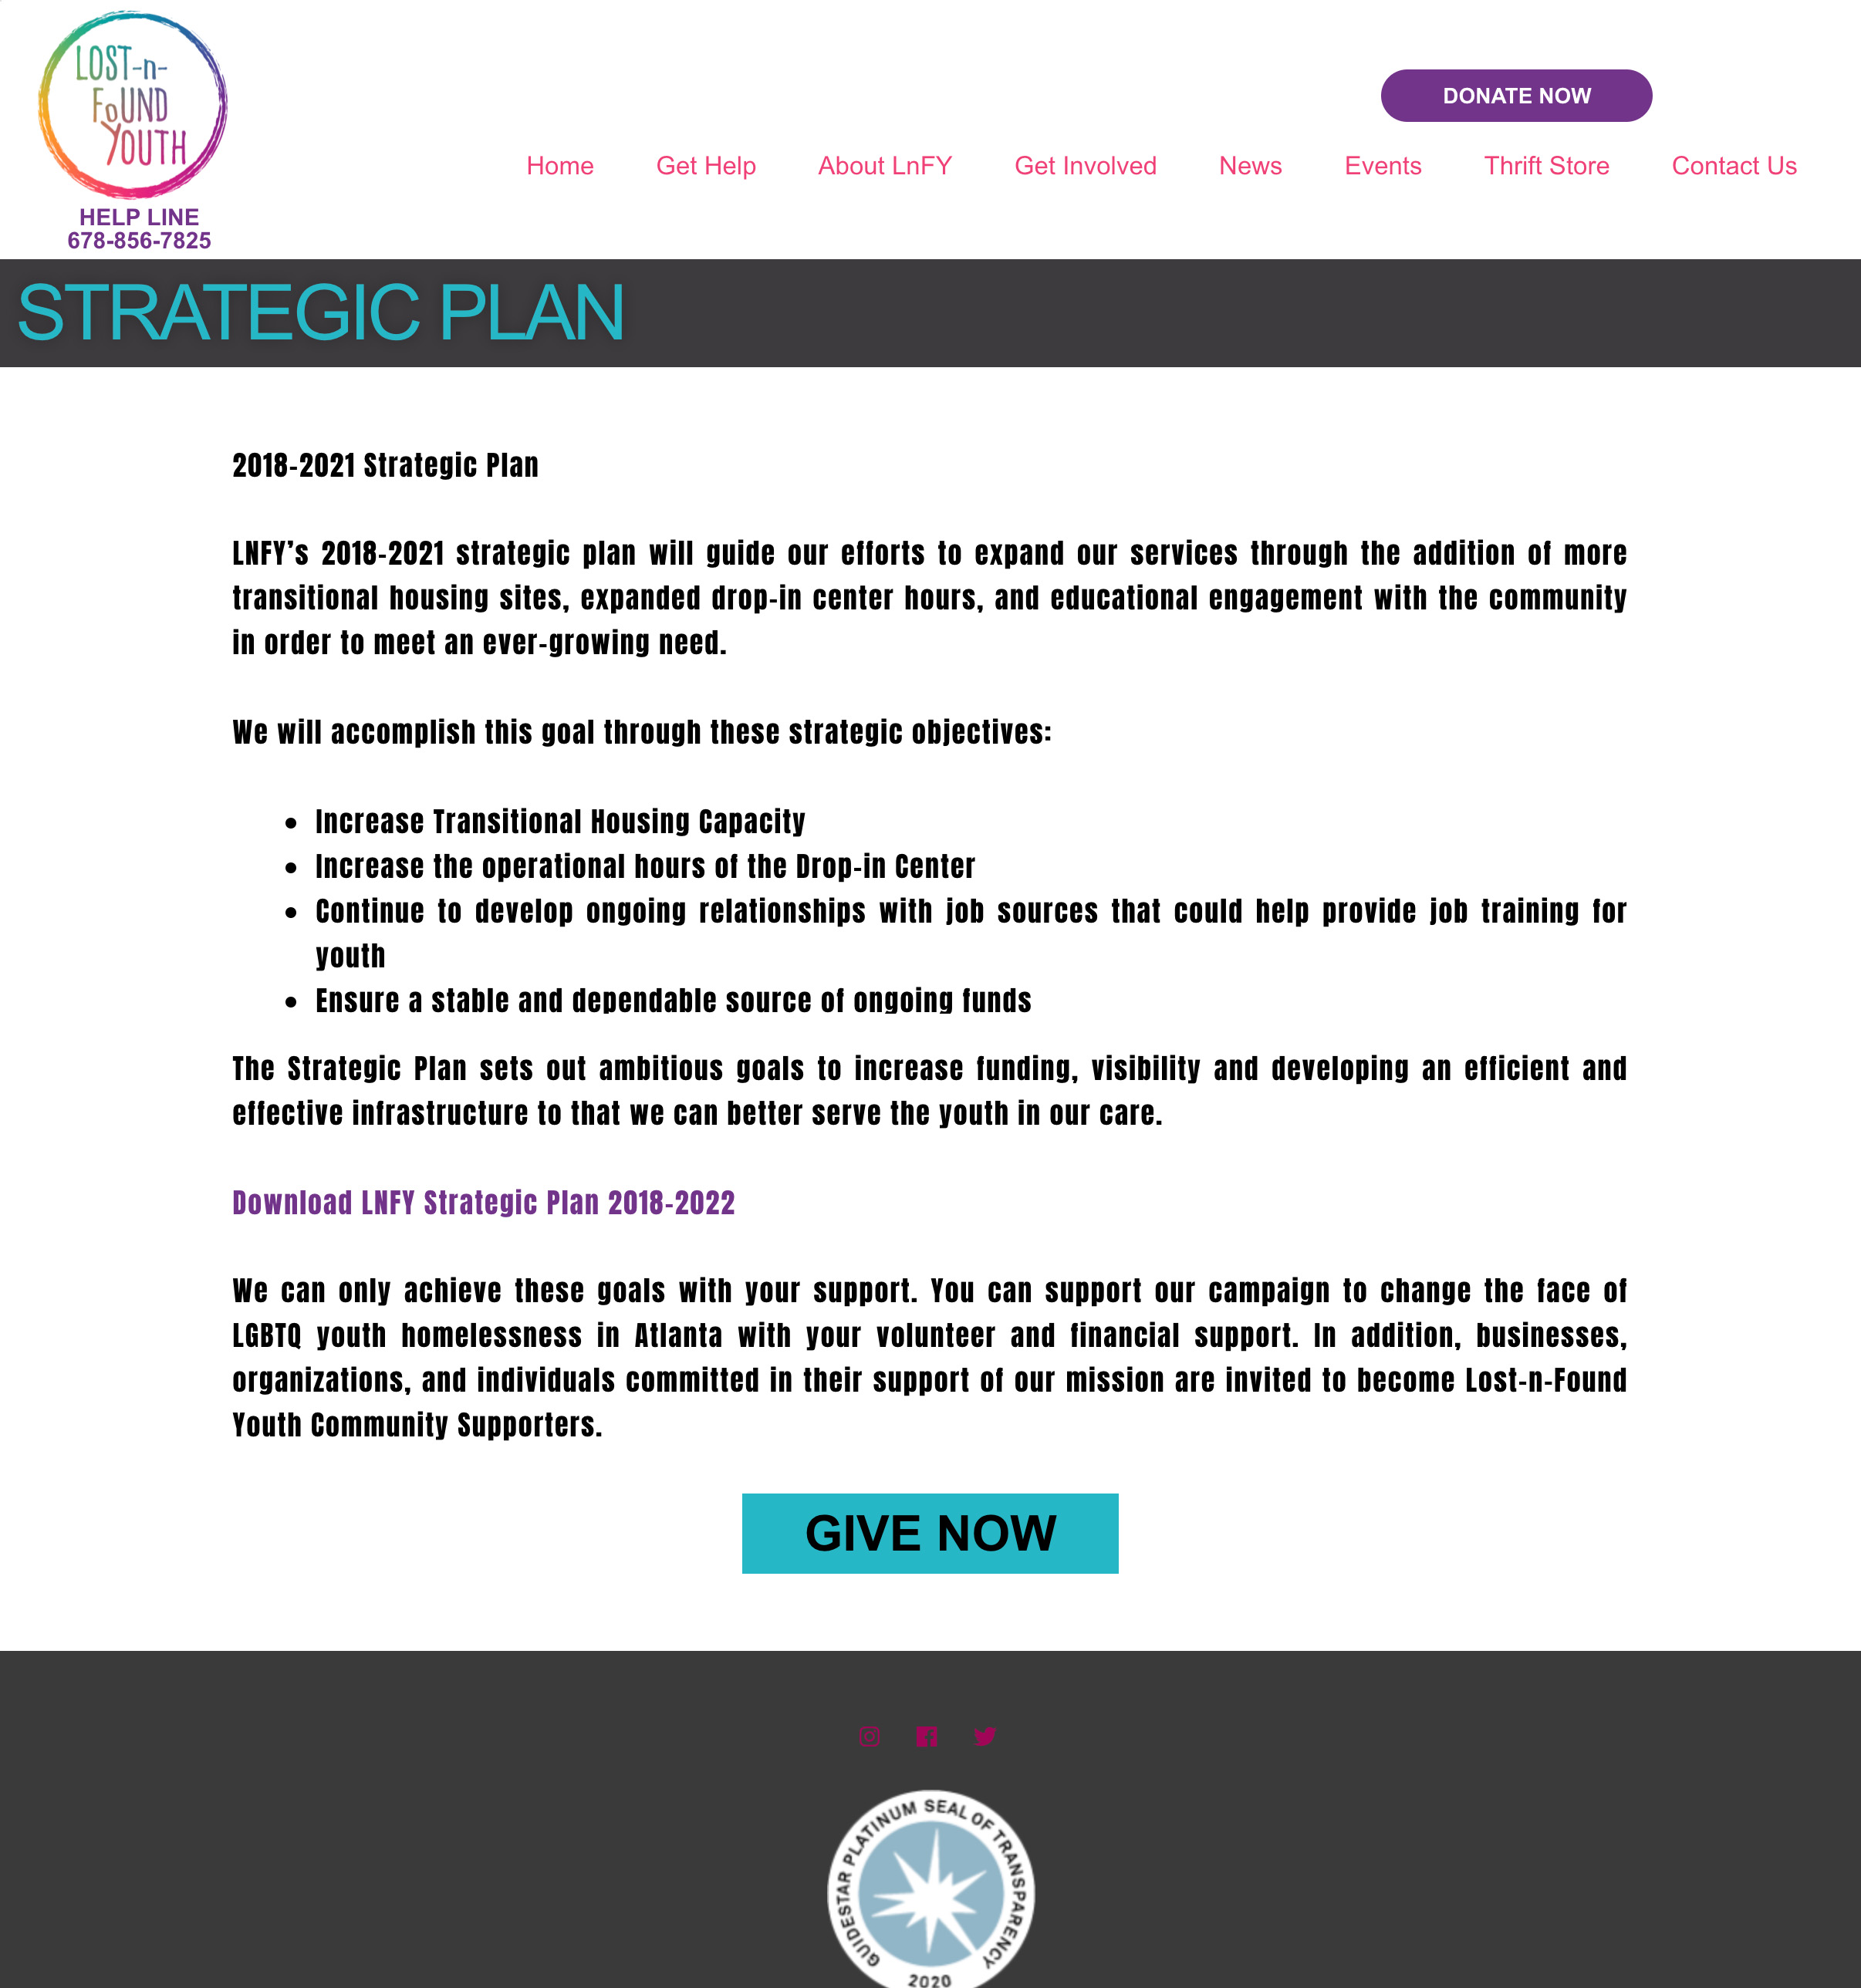 LOST-n-
FoUND
YOUTH
HELP LINE
678-856-7825
DONATE NOW
Home Get Help About LnFY Get Involved News Events Thrift Store Contact Us
STRATEGIC PLAN
2018-2021 Strategic Plan
LNFY’s 2018-2021 strategic plan will guide our efforts to expand our services through the addition of more
transitional housing sites, expanded drop-in center hours, and educational engagement with the community
in order to meet an ever-growing need.
We will accomplish this goal through these strategic objectives:
• Increase Transitional Housing Capacity
• Increase the operational hours of the Drop-in Center
• Continue to develop ongoing relationships with job sources that could help provide job training for
youth
• Ensure a stable and dependable source of ongoing funds
The Strategic Plan sets out ambitious goals to increase funding, visibility and developing an efficient and
effective infrastructure to that we can better serve the youth in our care.
Download LNFY Strategic Plan 2018-2022
We can only achieve these goals with your support. You can support our campaign to change the face of
LGBTQ youth homelessness in Atlanta with your volunteer and financial support. In addition, businesses,
organizations, and individuals committed in their support of our mission are invited to become Lost-n-Found
Youth Community Supporters.
GIVE NOW
GUIDESTAR PLATINUM SEAL OF TRANSPARENCY
2020